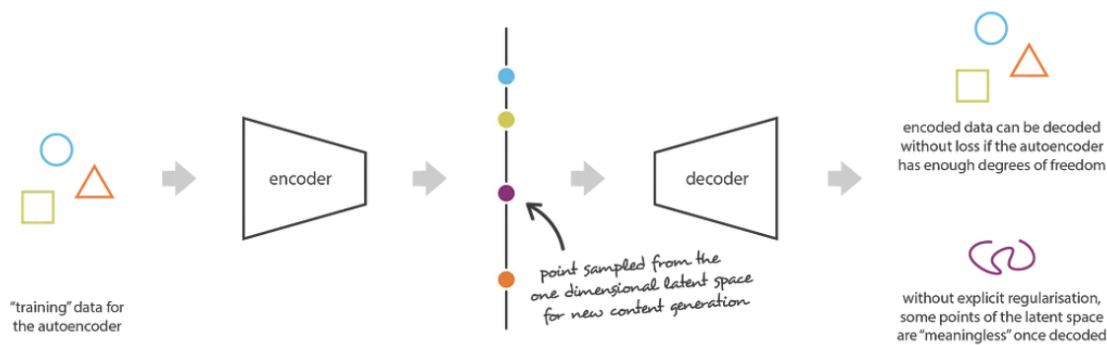 "training" data for
the autoencoder
encoder
point sampled from the
one dimensional latent space
for new content generation
decoder
encoded data can be decoded
without loss if the autoencoder
has enough degrees of freedom
without explicit regularisation,
some points of the latent space
are "meaningless" once decoded